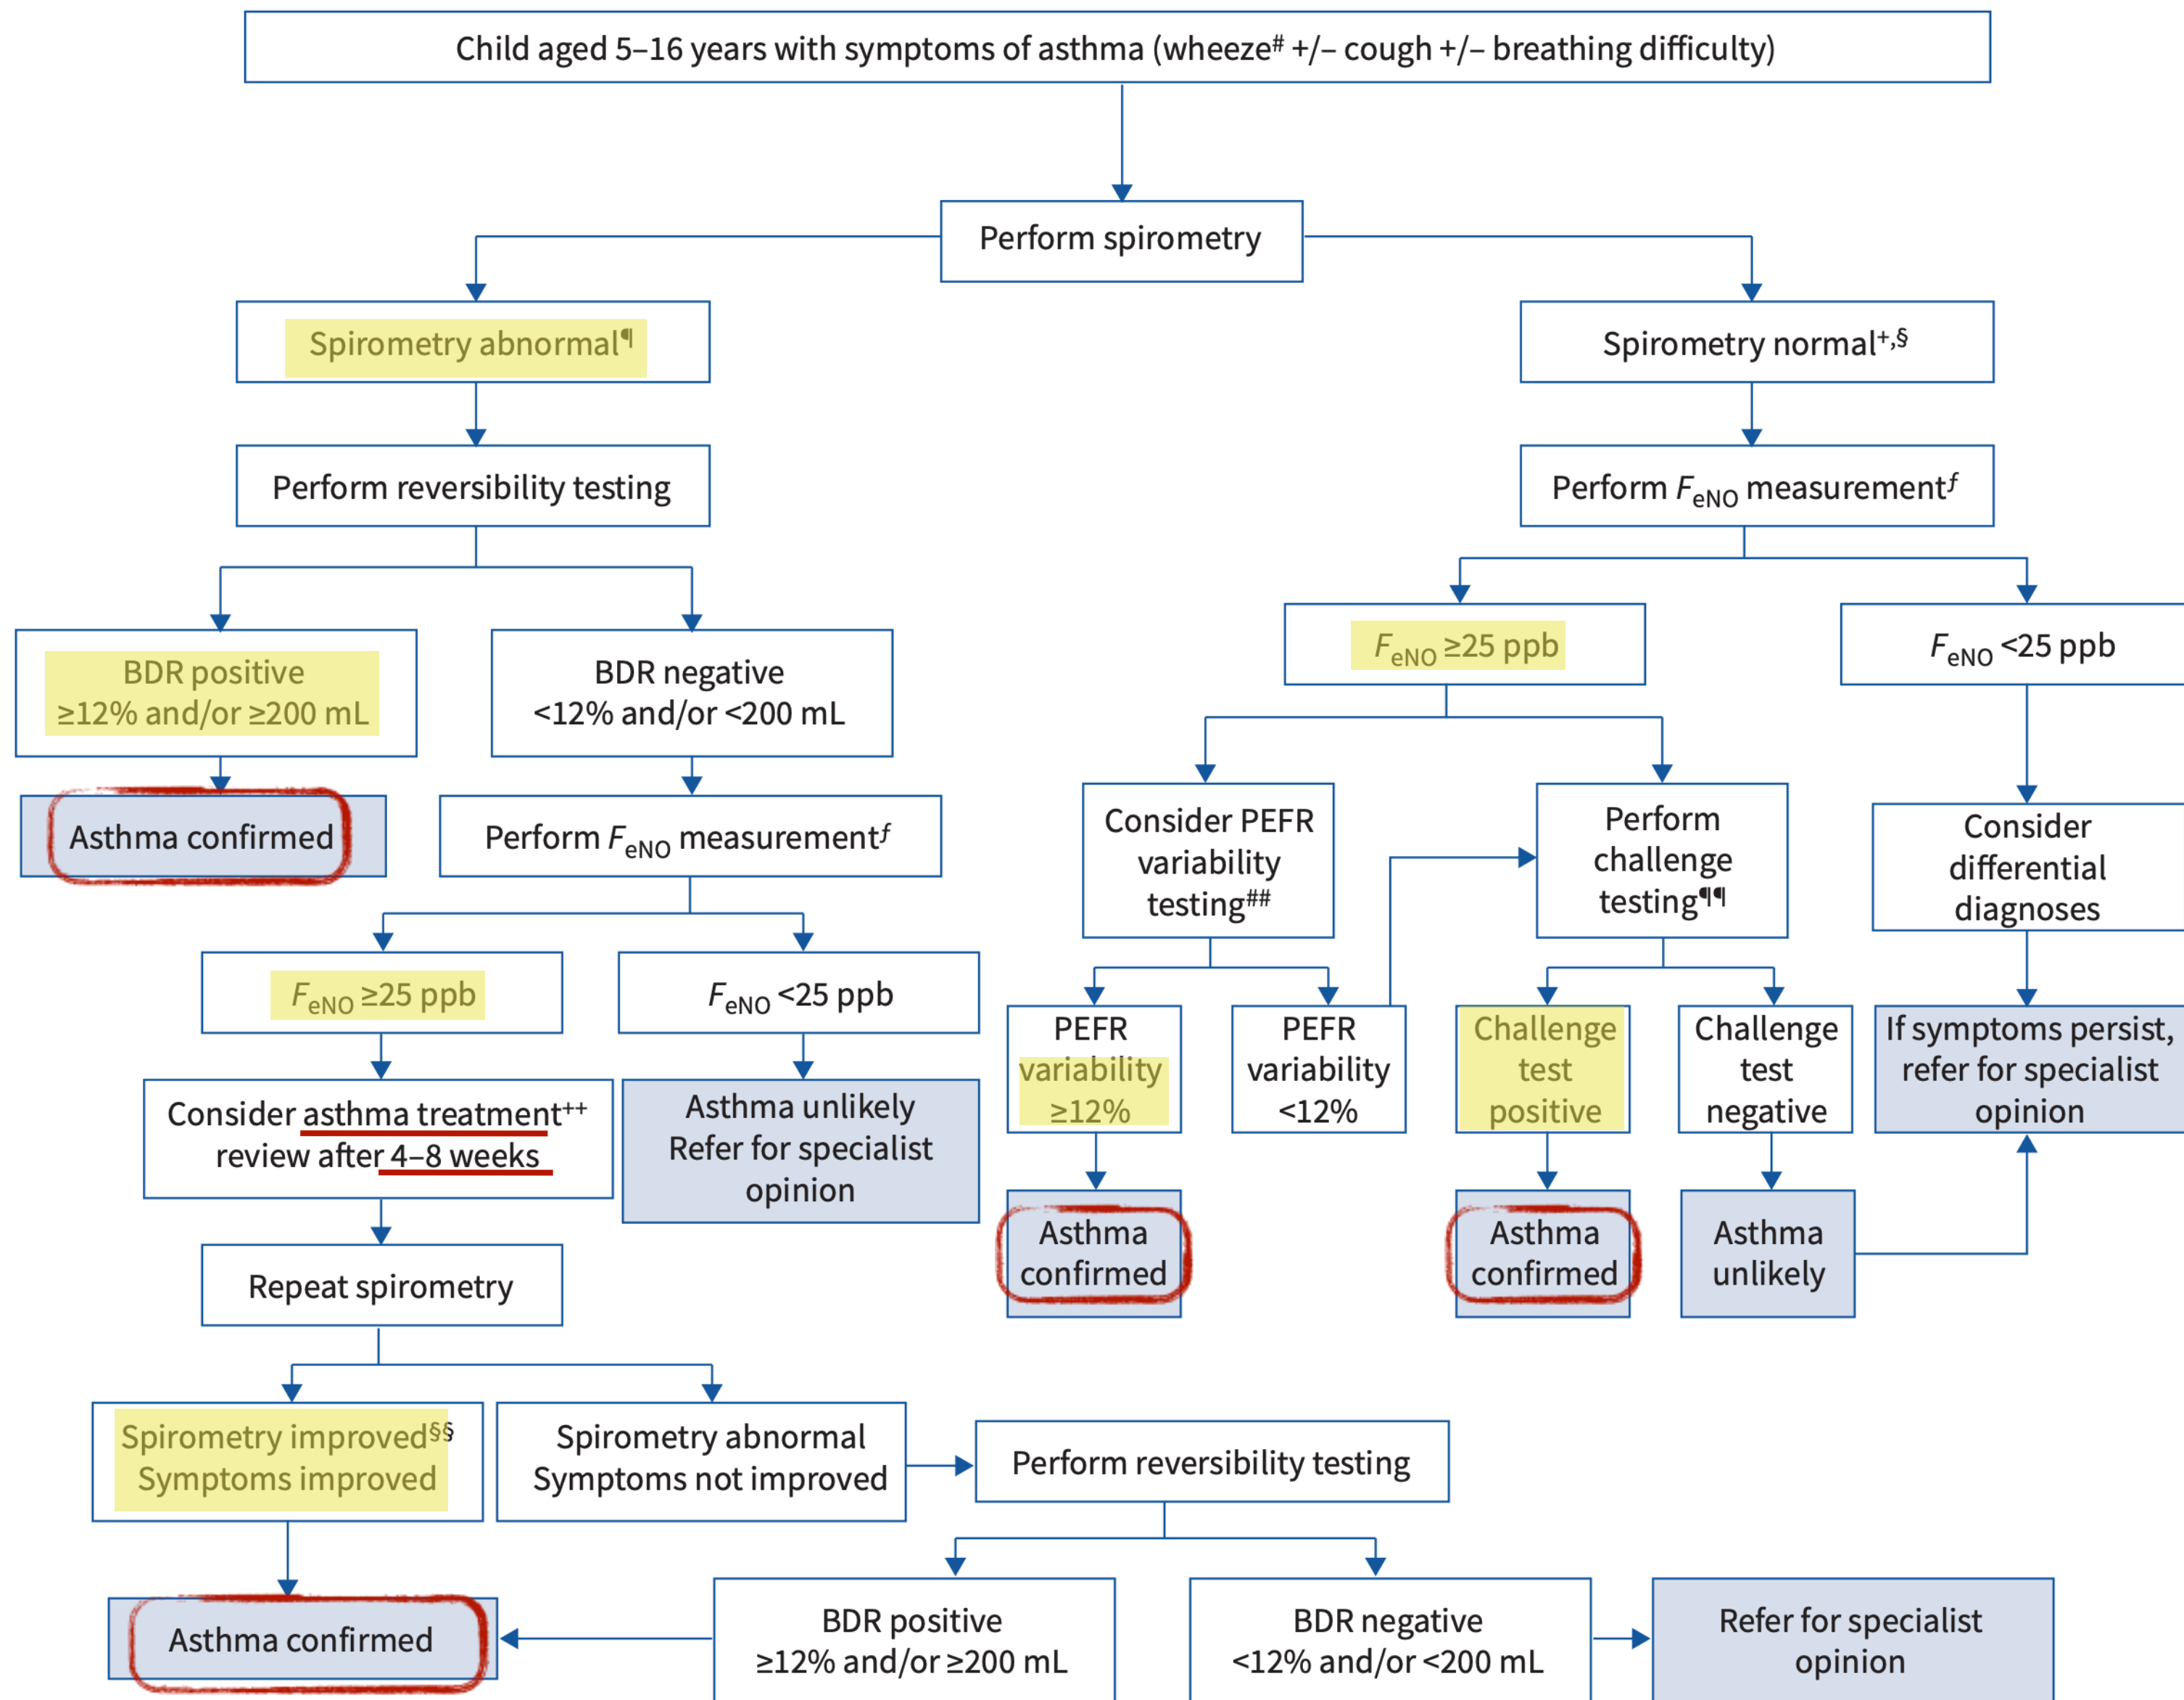 Child aged 5–16 years with symptoms of asthma (wheeze# +/– cough +/– breathing difficulty)
Perform spirometry
Spirometry abnormal¶
Spirometry normal+,§
Perform reversibility testing
Perform FeNO measurementƒ
BDR positive
≥12% and/or ≥200 mL
BDR negative
<12% and/or <200 mL
FeNO ≥25 ppb
FeNO <25 ppb
Asthma confirmed
Perform FeNO measurementƒ
Consider PEFR
variability
testing##
Perform
challenge
testing¶¶
Consider
differential
diagnoses
FeNO ≥25 ppb
FeNO <25 ppb
PEFR
variability
≥12%
PEFR
variability
<12%
Challenge
test
positive
Challenge
test
negative
If symptoms persist,
refer for specialist
opinion
Consider asthma treatment++
review after 4–8 weeks
Asthma unlikely
Refer for specialist
opinion
Asthma
confirmed
Asthma
confirmed
Asthma
unlikely
Repeat spirometry
Spirometry improved§§
Symptoms improved
Spirometry abnormal
Symptoms not improved
Perform reversibility testing
Asthma confirmed
BDR positive
≥12% and/or ≥200 mL
BDR negative
<12% and/or <200 mL
Refer for specialist
opinion